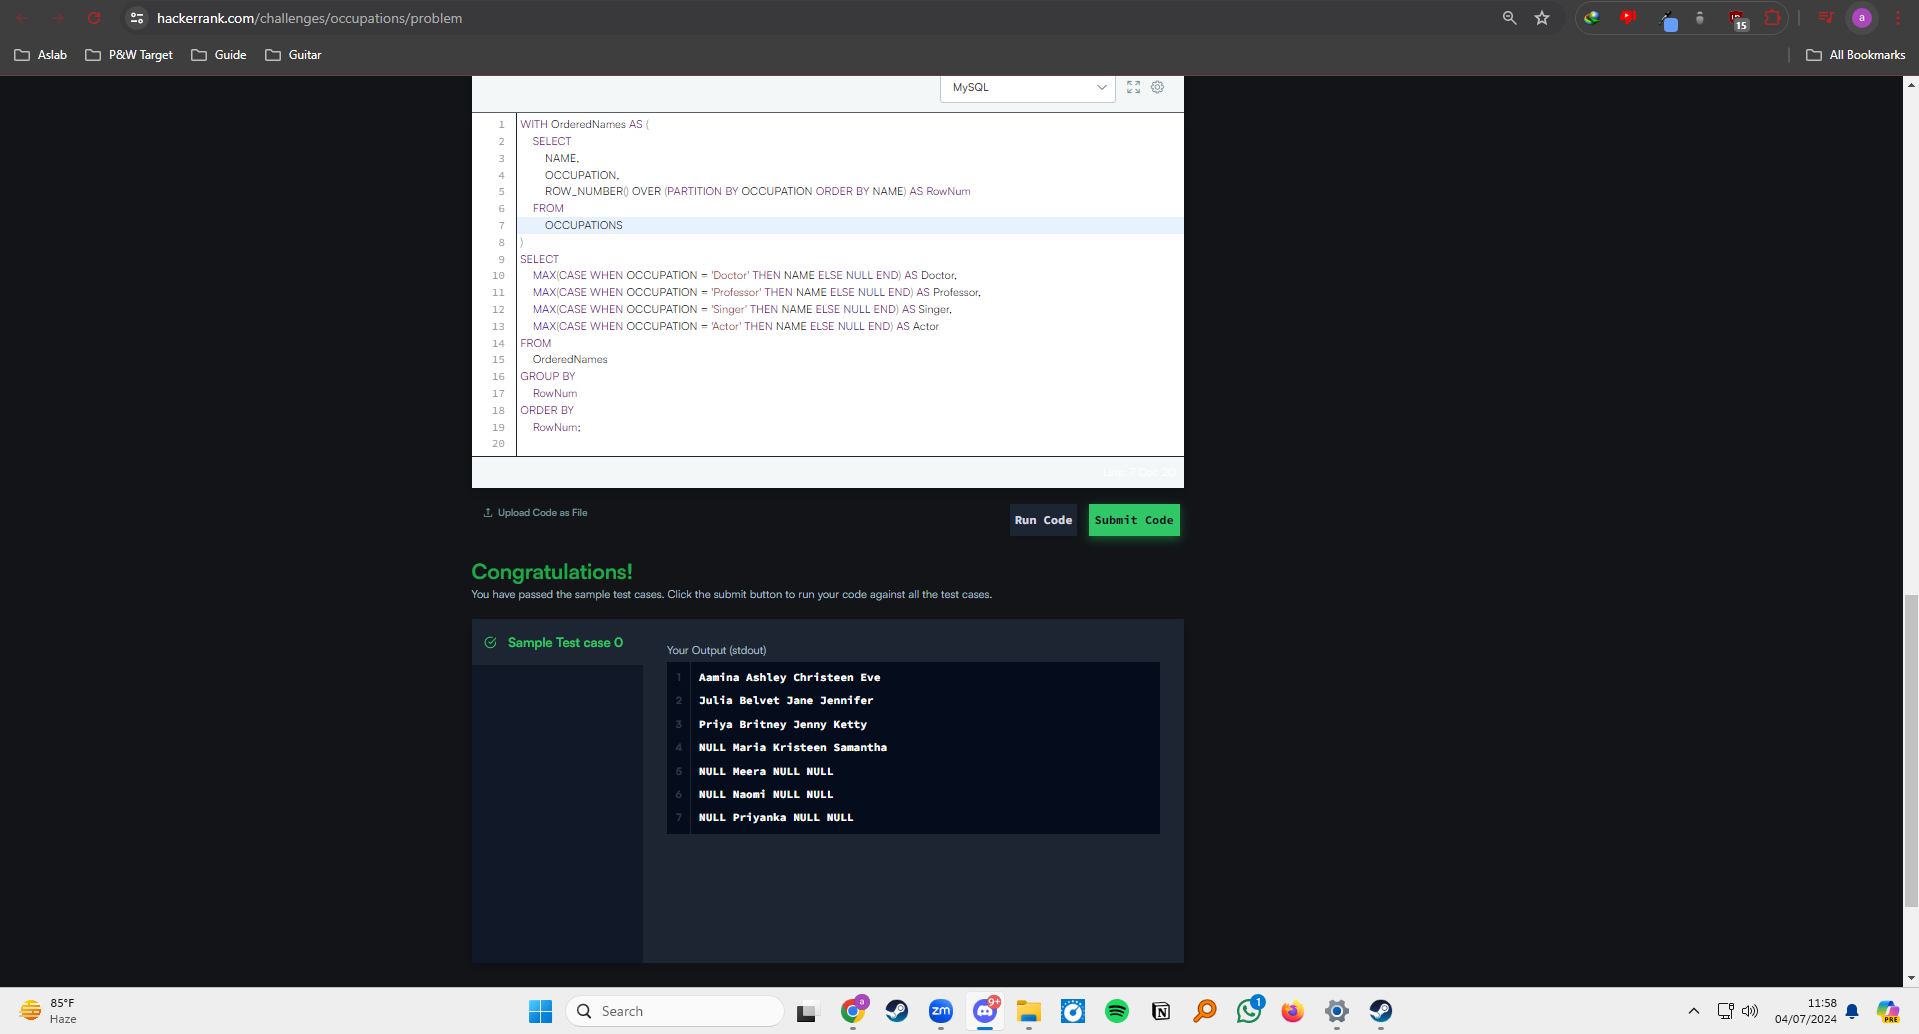 hackerrank.com/challenges/occupations/problem
15
a
Aslab
P&W Target
Guide
Guitar
All Bookmarks
MySQL
1 WITH OrderedNames AS (
2 SELECT
3 NAME,
4 OCCUPATION,
5 ROW_NUMBER() OVER (PARTITION BY OCCUPATION ORDER BY NAME) AS RowNum
6 FROM
7 OCCUPATIONS
8 )
9 SELECT
10 MAX(CASE WHEN OCCUPATION = 'Doctor' THEN NAME ELSE NULL END) AS Doctor,
11 MAX(CASE WHEN OCCUPATION = 'Professor' THEN NAME ELSE NULL END) AS Professor,
12 MAX(CASE WHEN OCCUPATION = 'Singer' THEN NAME ELSE NULL END) AS Singer,
13 MAX(CASE WHEN OCCUPATION = 'Actor' THEN NAME ELSE NULL END) AS Actor
14 FROM
15 OrderedNames
16 GROUP BY
17 RowNum
18 ORDER BY
19 RowNum;
20
Line: 7 Col: 20
Upload Code as File
Run Code
Submit Code
Congratulations!
You have passed the sample test cases. Click the submit button to run your code against all the test cases.
Sample Test case 0
Your Output (stdout)
1 Aamina Ashley Christeen Eve
2 Julia Belvet Jane Jennifer
3 Priya Britney Jenny Ketty
4 NULL Maria Kristeen Samantha
5 NULL Meera NULL NULL
6 NULL Naomi NULL NULL
7 NULL Priyanka NULL NULL
85°F
Haze
Search
a
zm
9+
1
11:58
04/07/2024
PRE